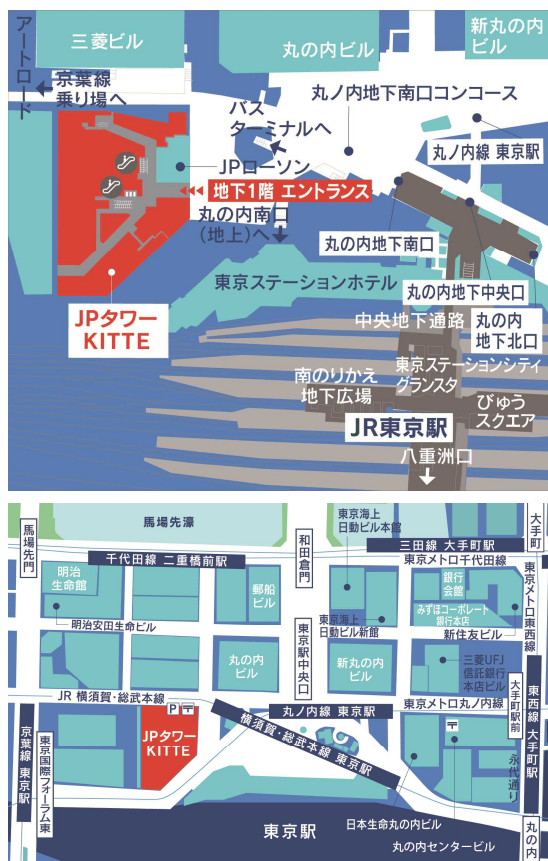 アートロード
三菱ビル
丸の内ビル
新丸の内
ビル
京葉線
乗り場へ
バス
ターミナルへ
丸ノ内地下南口コンコース
丸ノ内線 東京駅
JPローソン
地下1階 エントランス
丸の内南口
(地上)へ
丸の内地下南口
東京ステーションホテル
丸の内地下中央口
丸の内
地下北口
JPタワー
KITTE
中央地下通路
東京ステーションシティ
グランスタ
南のりかえ
地下広場
びゅう
スクエア
JR東京駅
八重洲口
馬場先門
馬場先濠
和田倉門
東京海上
日動ビル本館
大手町
千代田線 二重橋前駅
三田線 大手町駅
東京メトロ千代田線
明治
生命館
郵船
ビル
銀行
会館
東京メトロ東西線
みずほコーポレート
銀行本店
明治安田生命ビル
東京海上
日動ビル新館
新住友ビル
東京駅中央口
丸の内
ビル
新丸の内
ビル
三菱UFJ
信託銀行
本店ビル
大手町駅前
東西線 大手町駅
JR 横須賀・総武本線
P 〒
丸ノ内線 東京駅
東京メトロ丸ノ内線
京葉線 東京駅
東京国際フォーラム東
JPタワー
KITTE
横須賀・総武本線 東京駅
〒
永代通り
東京駅
日本生命丸の内ビル
丸の内センタービル
丸の内